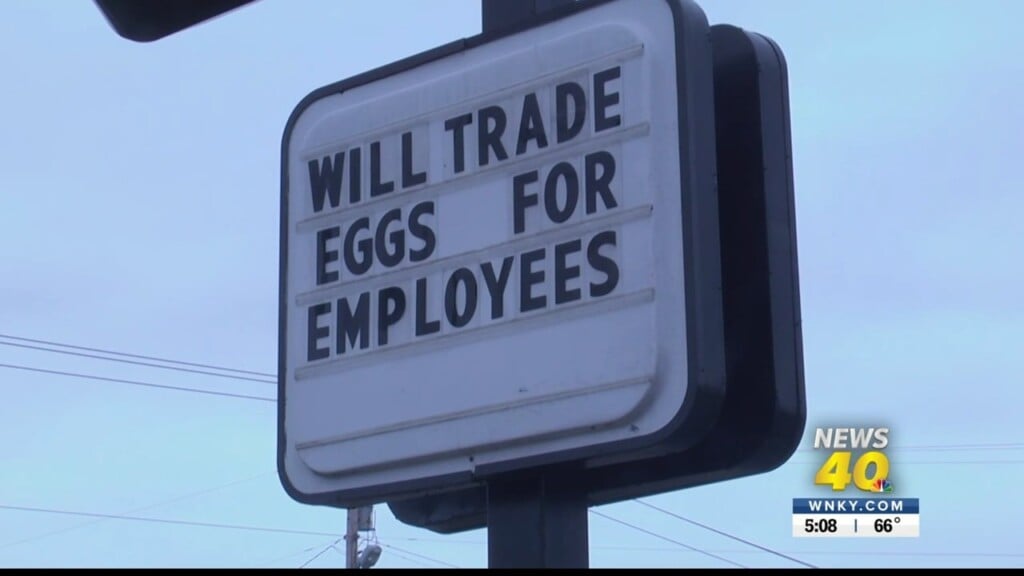 WILL TRADE
EGGS FOR
EMPLOYEES
NEWS
40
WNKY.COM
5:08 | 66°